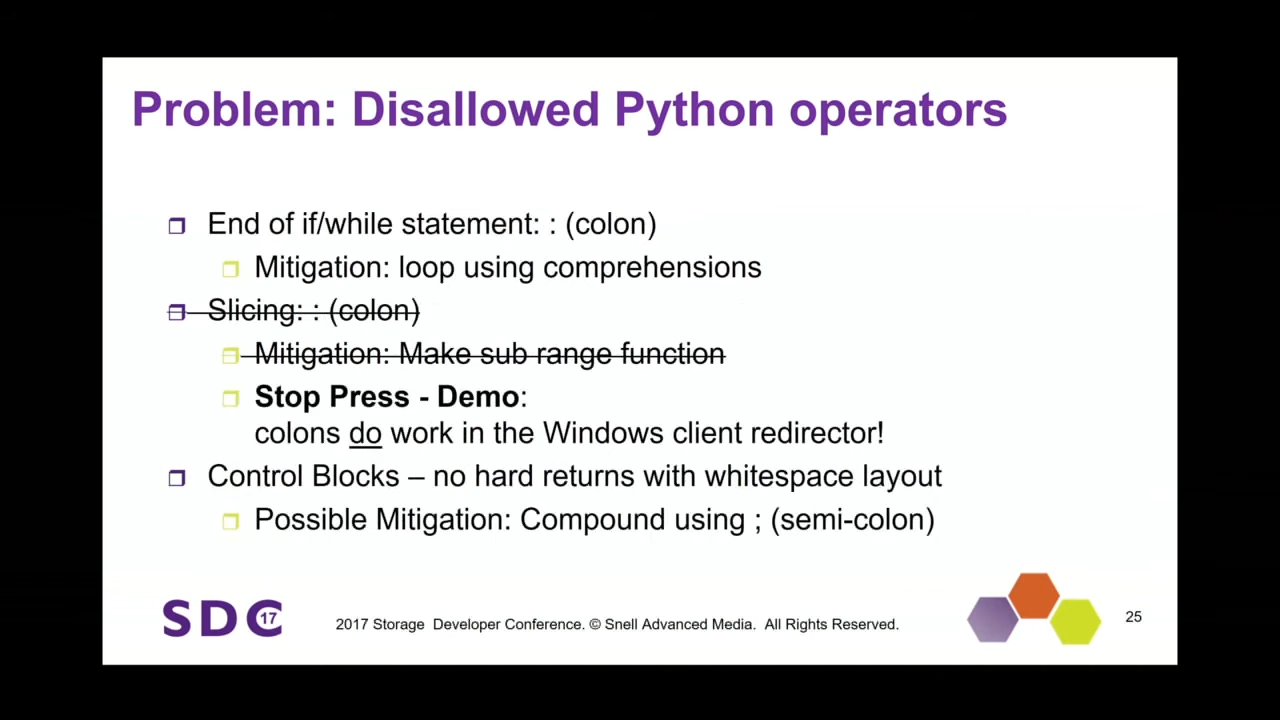 Problem: Disallowed Python operators
End of if/while statement: : (colon)
Mitigation: loop using comprehensions
Slicing: : (colon)
Mitigation: Make sub range function
Stop Press - Demo:
colons do work in the Windows client redirector!
Control Blocks – no hard returns with whitespace layout
Possible Mitigation: Compound using ; (semi-colon)
SDC 17
2017 Storage Developer Conference. © Snell Advanced Media. All Rights Reserved.
25